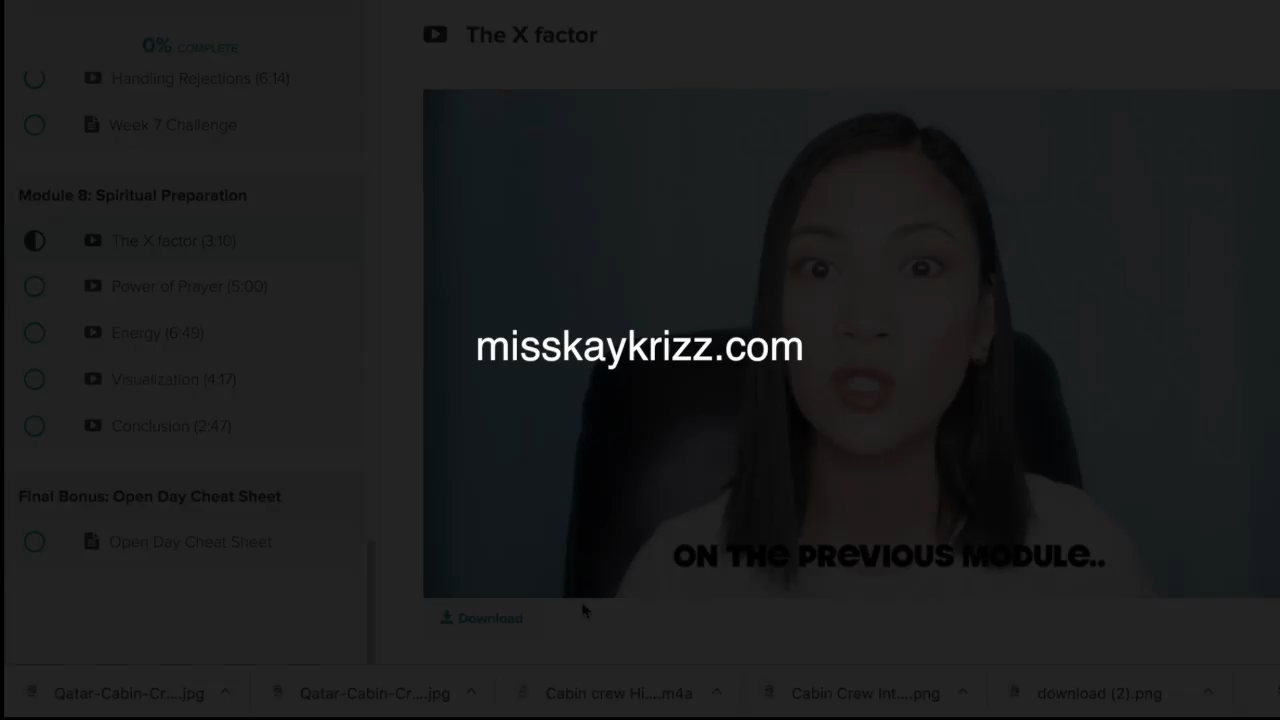 0% COMPLETE
Handling Rejections (6:14)
Week 7 Challenge
Module 8: Spiritual Preparation
The X factor (3:10)
Power of Prayer (5:00)
Energy (6:49)
Visualization (4:17)
Conclusion (2:47)
Final Bonus: Open Day Cheat Sheet
Open Day Cheat Sheet
The X factor
misskaykrizz.com
ON THE PREVIOUS MODULE..
Download
Qatar-Cabin-Cr....jpg
Qatar-Cabin-Cr....jpg
Cabin crew Hi....m4a
Cabin Crew Int....png
download (2).png